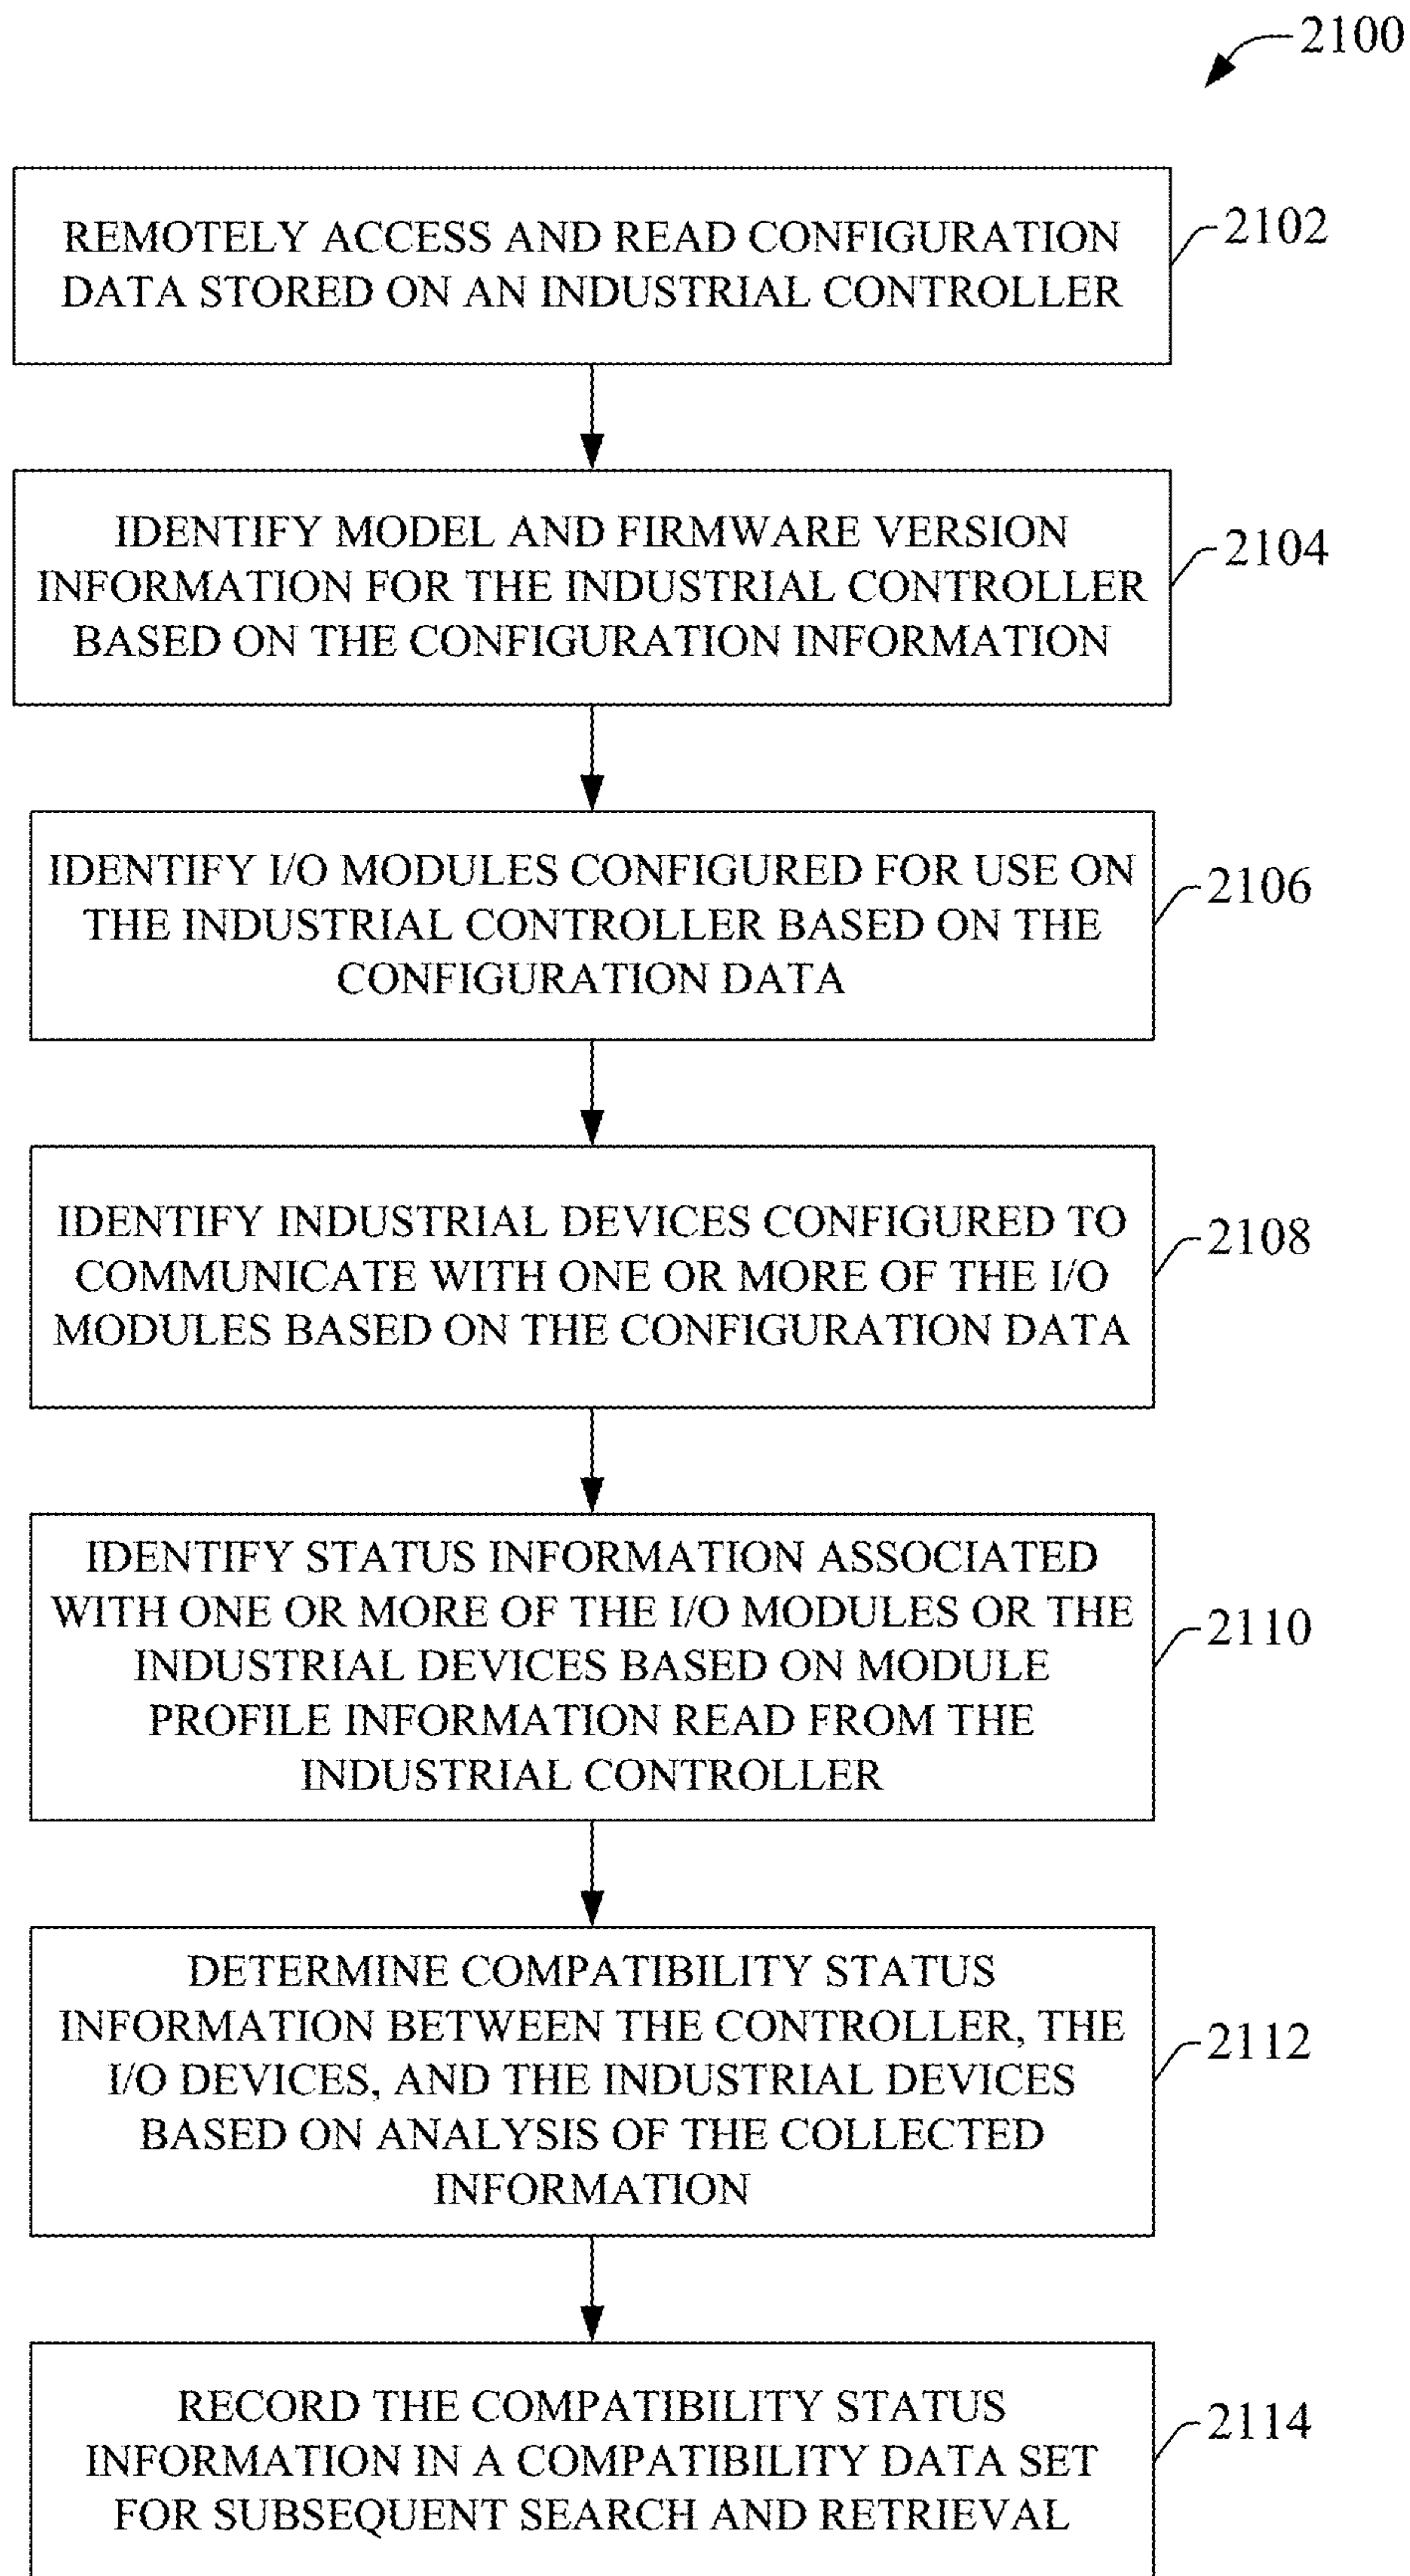 2100
REMOTELY ACCESS AND READ CONFIGURATION
DATA STORED ON AN INDUSTRIAL CONTROLLER
2102
IDENTIFY MODEL AND FIRMWARE VERSION
INFORMATION FOR THE INDUSTRIAL CONTROLLER
BASED ON THE CONFIGURATION INFORMATION
2104
IDENTIFY I/O MODULES CONFIGURED FOR USE ON
THE INDUSTRIAL CONTROLLER BASED ON THE
CONFIGURATION DATA
2106
IDENTIFY INDUSTRIAL DEVICES CONFIGURED TO
COMMUNICATE WITH ONE OR MORE OF THE I/O
MODULES BASED ON THE CONFIGURATION DATA
2108
IDENTIFY STATUS INFORMATION ASSOCIATED
WITH ONE OR MORE OF THE I/O MODULES OR THE
INDUSTRIAL DEVICES BASED ON MODULE
PROFILE INFORMATION READ FROM THE
INDUSTRIAL CONTROLLER
2110
DETERMINE COMPATIBILITY STATUS
INFORMATION BETWEEN THE CONTROLLER, THE
I/O DEVICES, AND THE INDUSTRIAL DEVICES
BASED ON ANALYSIS OF THE COLLECTED
INFORMATION
2112
RECORD THE COMPATIBILITY STATUS
INFORMATION IN A COMPATIBILITY DATA SET
FOR SUBSEQUENT SEARCH AND RETRIEVAL
2114